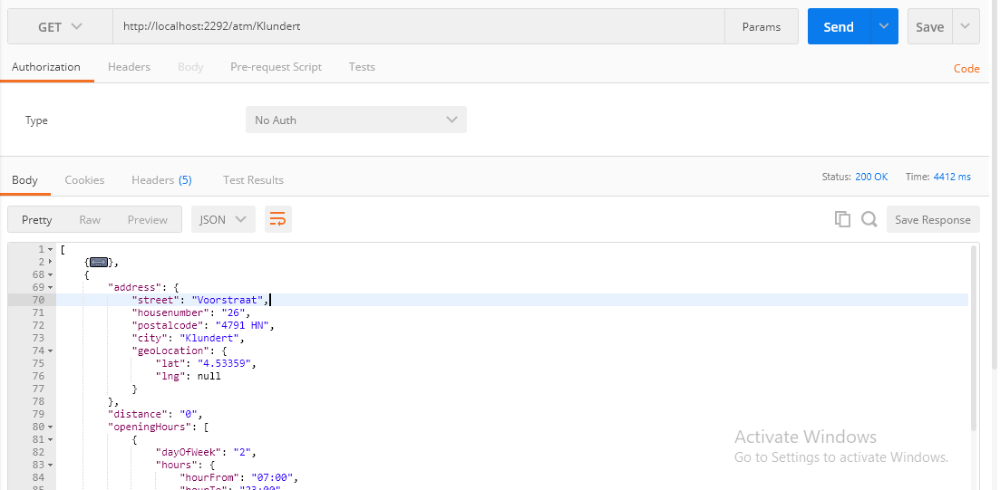 GET http://localhost:2292/atm/Klundert Params Send Save
Authorization Headers Body Pre-request Script Tests Code
Type No Auth
Body Cookies Headers (5) Test Results Status: 200 OK Time: 4412 ms
Pretty Raw Preview JSON Save Response
1 [
2 {},
68 {
69 "address": {
70 "street": "Voorstraat",
71 "housenumber": "26",
72 "postalcode": "4791 HN",
73 "city": "Klundert",
74 "geoLocation": {
75 "lat": "4.53359",
76 "lng": null
77 }
78 },
79 "distance": "0",
80 "openingHours": [
81 {
82 "dayOfWeek": "2",
83 "hours": {
84 "hourFrom": "07:00",
85 "hourTo": "23:00"
Activate Windows
Go to Settings to activate Windows.